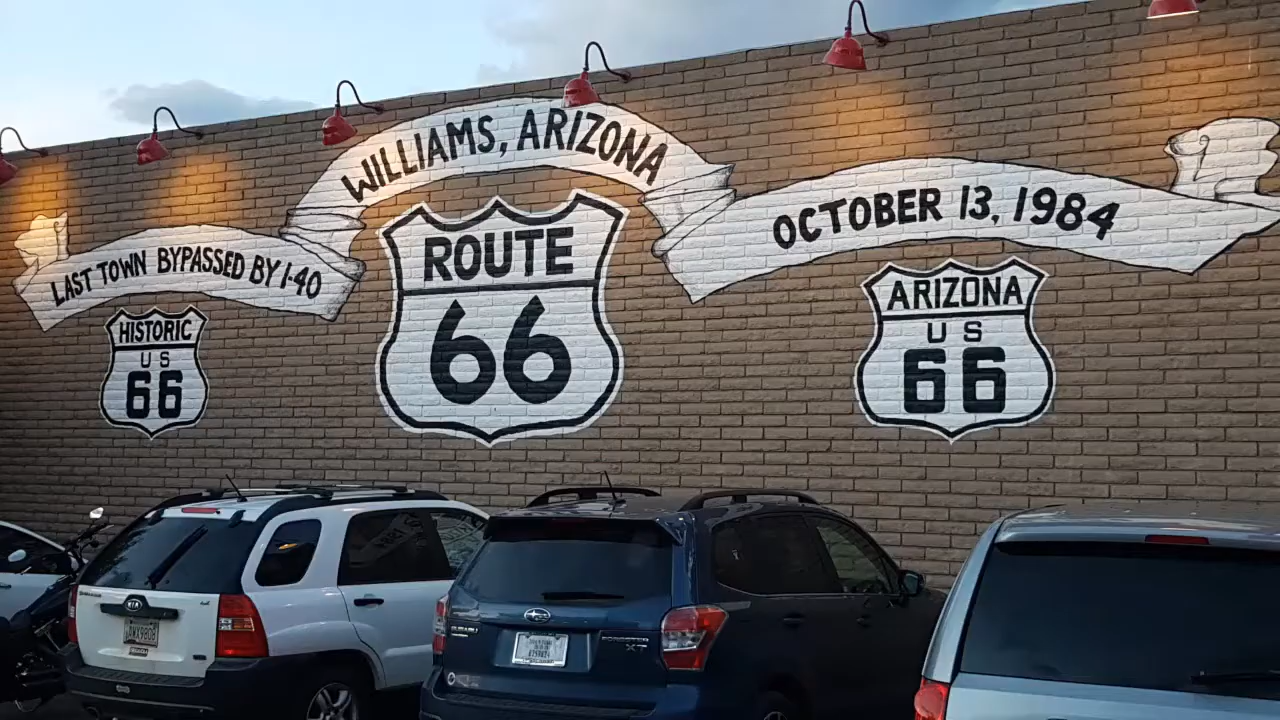 WILLIAMS, ARIZONA
LAST TOWN BYPASSED BY I-40
OCTOBER 13, 1984
HISTORIC
US
66
ROUTE
66
ARIZONA
US
66
KIA
SUBARU
FORESTER
XT